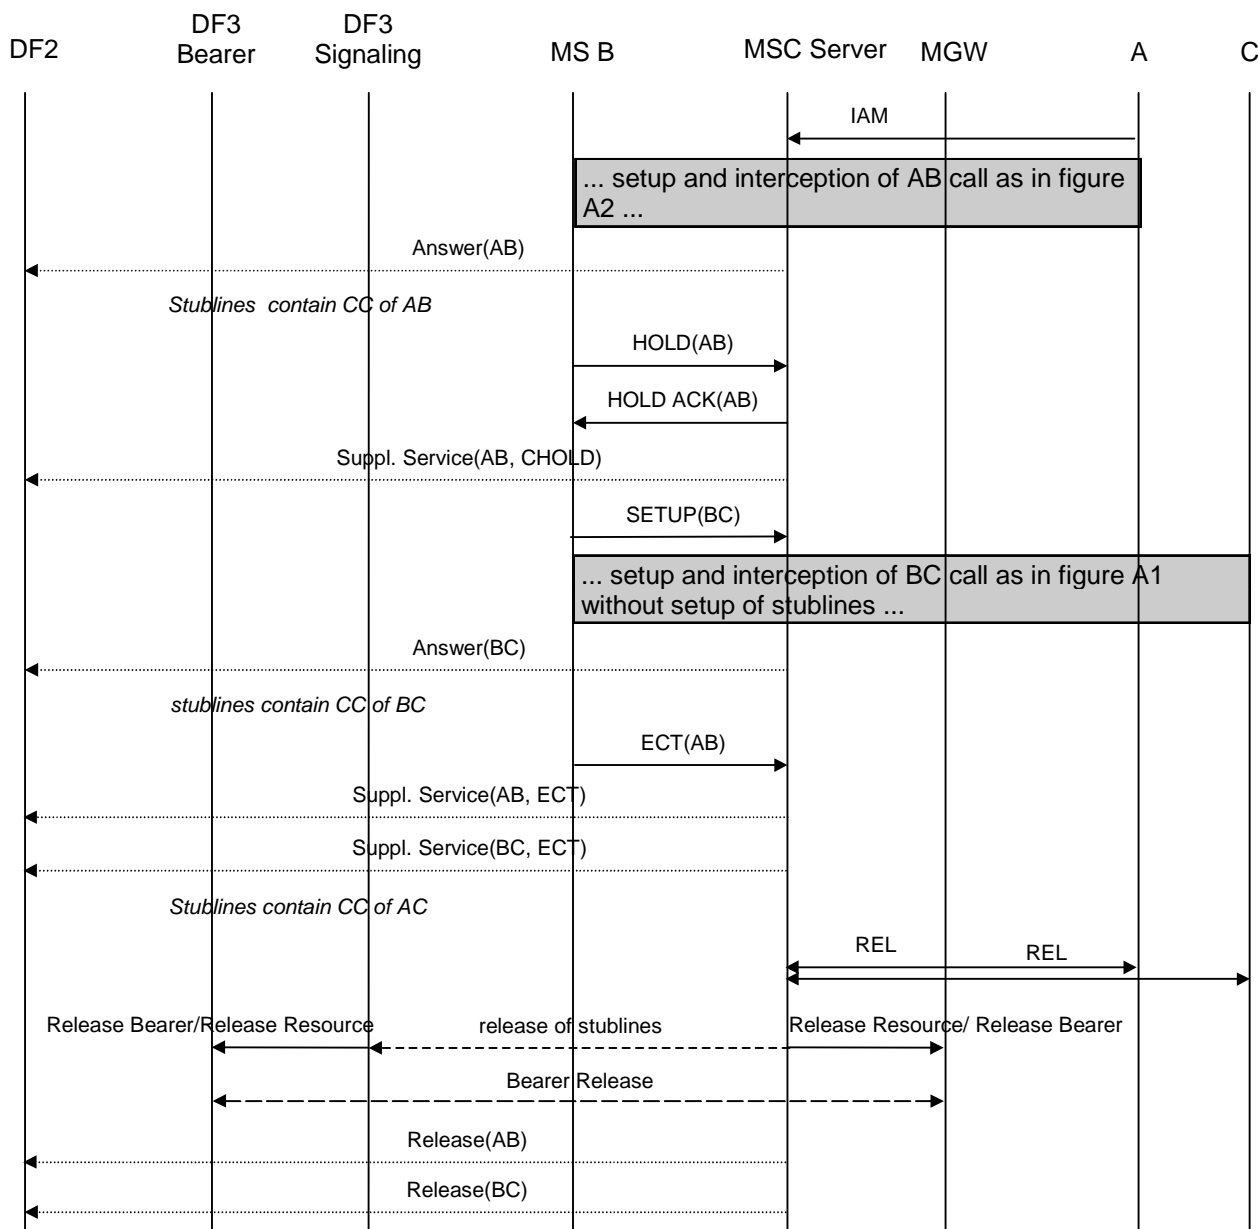 DF2
DF3
Bearer
DF3
Signaling
MS B
MSC Server
MGW
A
C
IAM
... setup and interception of AB call as in figure
A2 ...
Answer(AB)
Stublines contain CC of AB
HOLD(AB)
HOLD ACK(AB)
Suppl. Service(AB, CHOLD)
SETUP(BC)
... setup and interception of BC call as in figure A1
without setup of stublines ...
Answer(BC)
stublines contain CC of BC
ECT(AB)
Suppl. Service(AB, ECT)
Suppl. Service(BC, ECT)
Stublines contain CC of AC
REL
REL
Release Bearer/Release Resource
release of stublines
Release Resource/ Release Bearer
Bearer Release
Release(AB)
Release(BC)